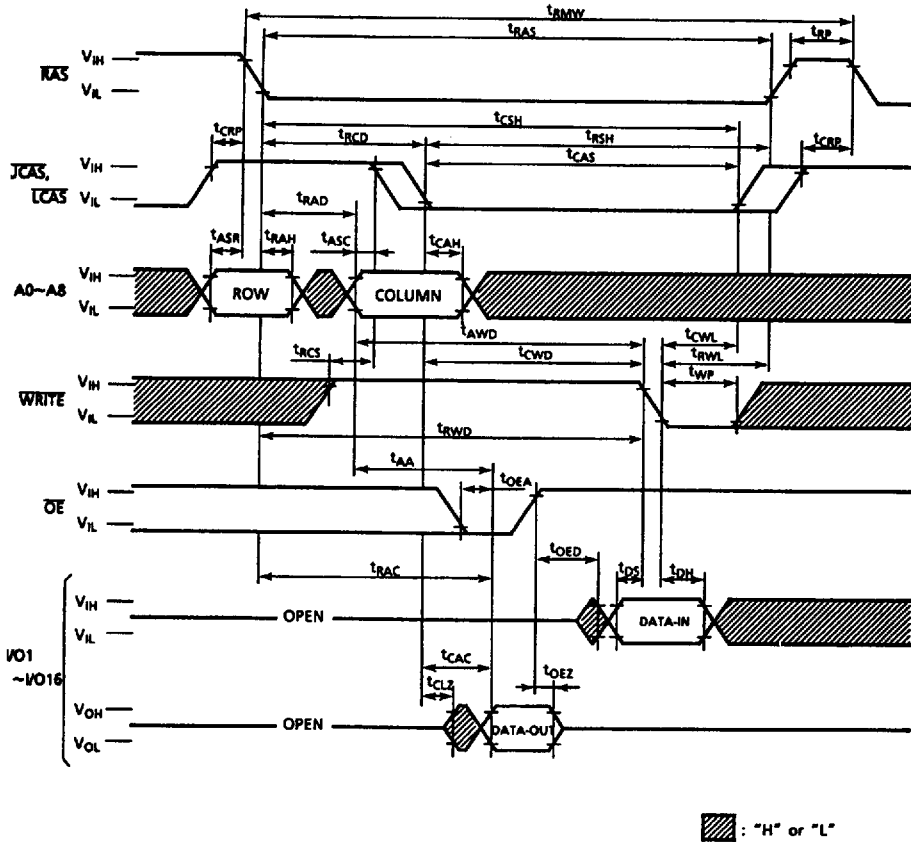 tRMW
tRAS
tRP
RAS
VIH
VIL
tCRP
tRCD
tCSH
tRSH
tCAS
tCRP
JCAS,
LCAS
VIH
VIL
tRAD
tASR
tRAH
tASC
tCAH
A0~A8
VIH
VIL
ROW
COLUMN
tAWD
tCWL
tRCS
tCWD
tRWL
tWP
WRITE
VIH
VIL
tRWD
tAA
tOEA
OE
VIH
VIL
tOED
tRAC
tDS
tDH
VIH
VIL
OPEN
DATA-IN
I/O1
~I/O16
tCAC
tOEZ
tCLZ
VOH
VOL
OPEN
DATA-OUT
: "H" or "L"